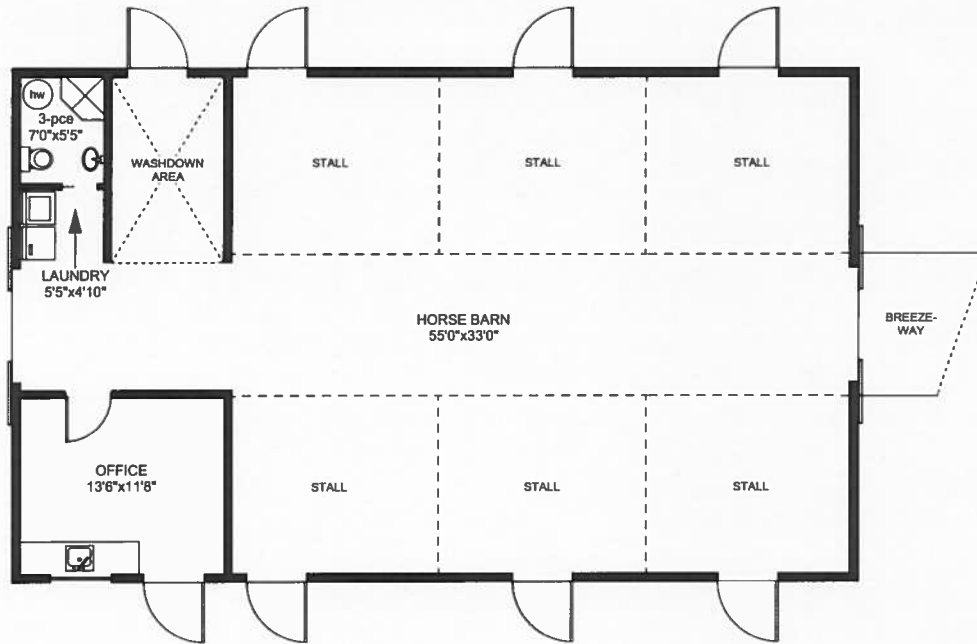 hw
3-pce
7'0"x5'5"
WASHDOWN
AREA
STALL
STALL
STALL
LAUNDRY
5'5"x4'10"
HORSE BARN
55'0"x33'0"
BREEZE-
WAY
OFFICE
13'6"x11'8"
STALL
STALL
STALL